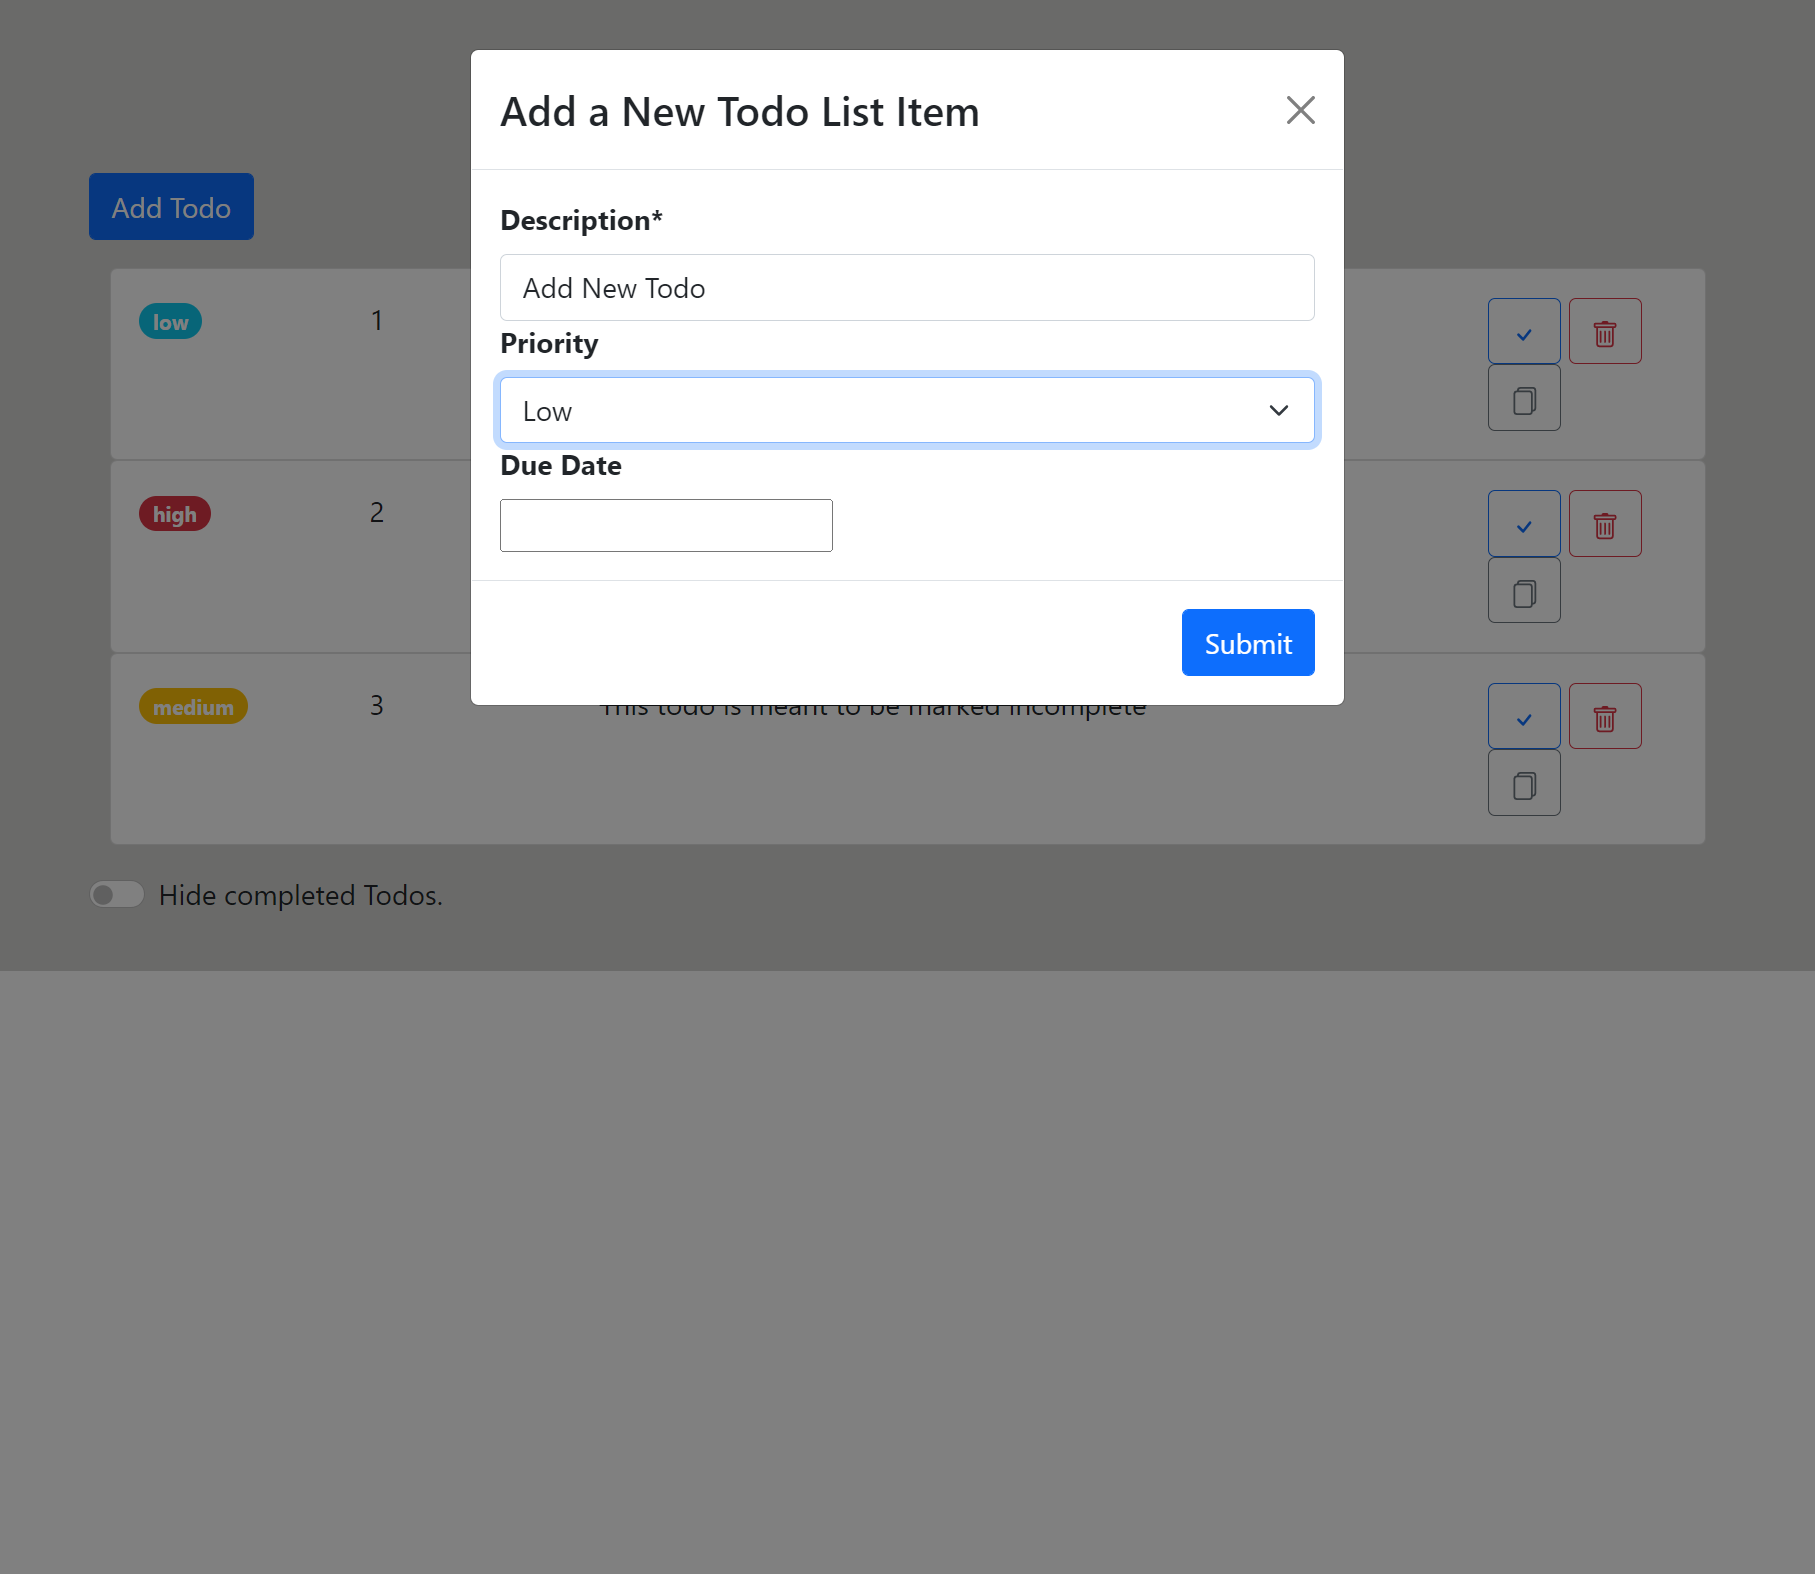 Add a New Todo List Item
Add Todo
Description*
Add New Todo
Priority
Low
Due Date
Submit
low 1
high 2
medium 3 This todo is meant to be marked incomplete
Hide completed Todos.